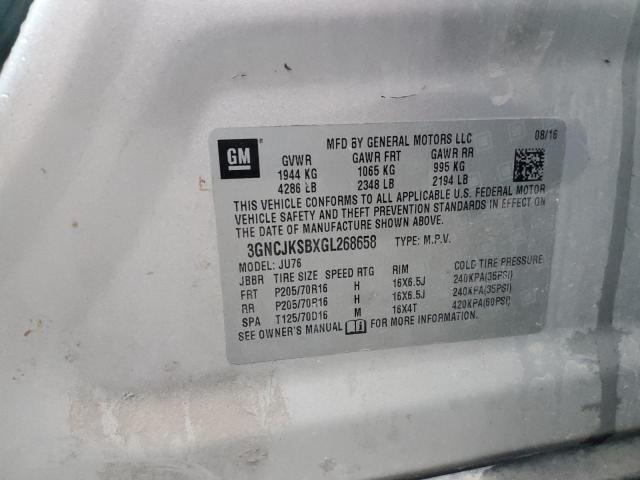 GM
MFD BY GENERAL MOTORS LLC 08/16
GVWR GAWR FRT GAWR RR
1944 KG 1065 KG 995 KG
4286 LB 2348 LB 2194 LB
THIS VEHICLE CONFORMS TO ALL APPLICABLE U.S. FEDERAL MOTOR
VEHICLE SAFETY AND THEFT PREVENTION STANDARDS IN EFFECT ON
THE DATE OF MANUFACTURE SHOWN ABOVE.
3GNCJKSBXGL268658 TYPE: M.P.V.
MODEL: JU76
JBBR TIRE SIZE SPEED RTG RIM COLD TIRE PRESSURE
FRT P205/70R16 H 16X6.5J 240KPA(35PSI)
RR P205/70R16 H 16X6.5J 240KPA(35PSI)
SPA T125/70D16 M 16X4T 420KPA(60PSI)
SEE OWNER'S MANUAL FOR MORE INFORMATION.